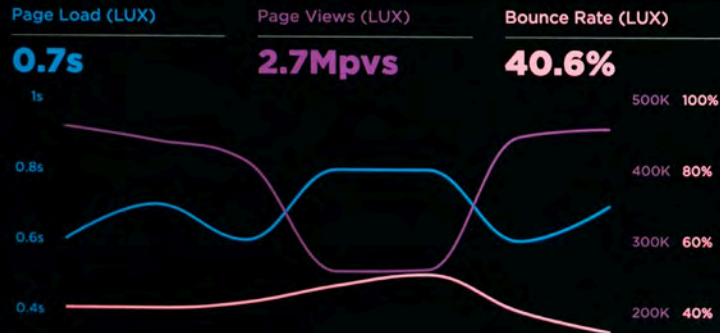 Page Load (LUX)
Page Views (LUX)
Bounce Rate (LUX)
0.7s
2.7Mpvs
40.6%
1s
500K 100%
0.8s
400K 80%
0.6s
300K 60%
0.4s
200K 40%